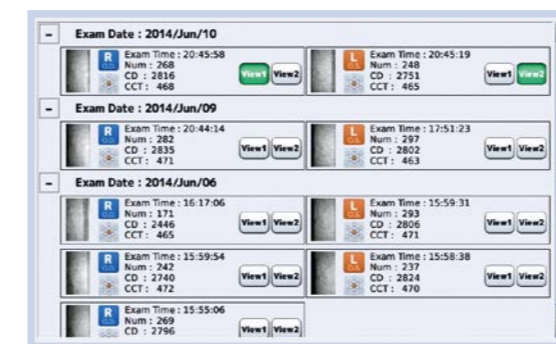 − Exam Date : 2014/Jun/10
R Exam Time : 20:45:58
Num : 268
CD : 2816
CCT : 468
View1 View2
L Exam Time : 20:45:19
Num : 248
CD : 2751
CCT : 465
View1 View2
− Exam Date : 2014/Jun/09
R Exam Time : 20:44:14
Num : 282
CD : 2835
CCT : 471
View1 View2
L Exam Time : 17:51:23
Num : 297
CD : 2802
CCT : 463
View1 View2
− Exam Date : 2014/Jun/06
R Exam Time : 16:17:06
Num : 171
CD : 2446
CCT : 465
View1 View2
L Exam Time : 15:59:31
Num : 293
CD : 2806
CCT : 471
View1 View2
R Exam Time : 15:59:54
Num : 242
CD : 2740
CCT : 472
View1 View2
L Exam Time : 15:58:38
Num : 237
CD : 2824
CCT : 470
View1 View2
R Exam Time : 15:55:06
Num : 269
CD : 2796
View1 View2